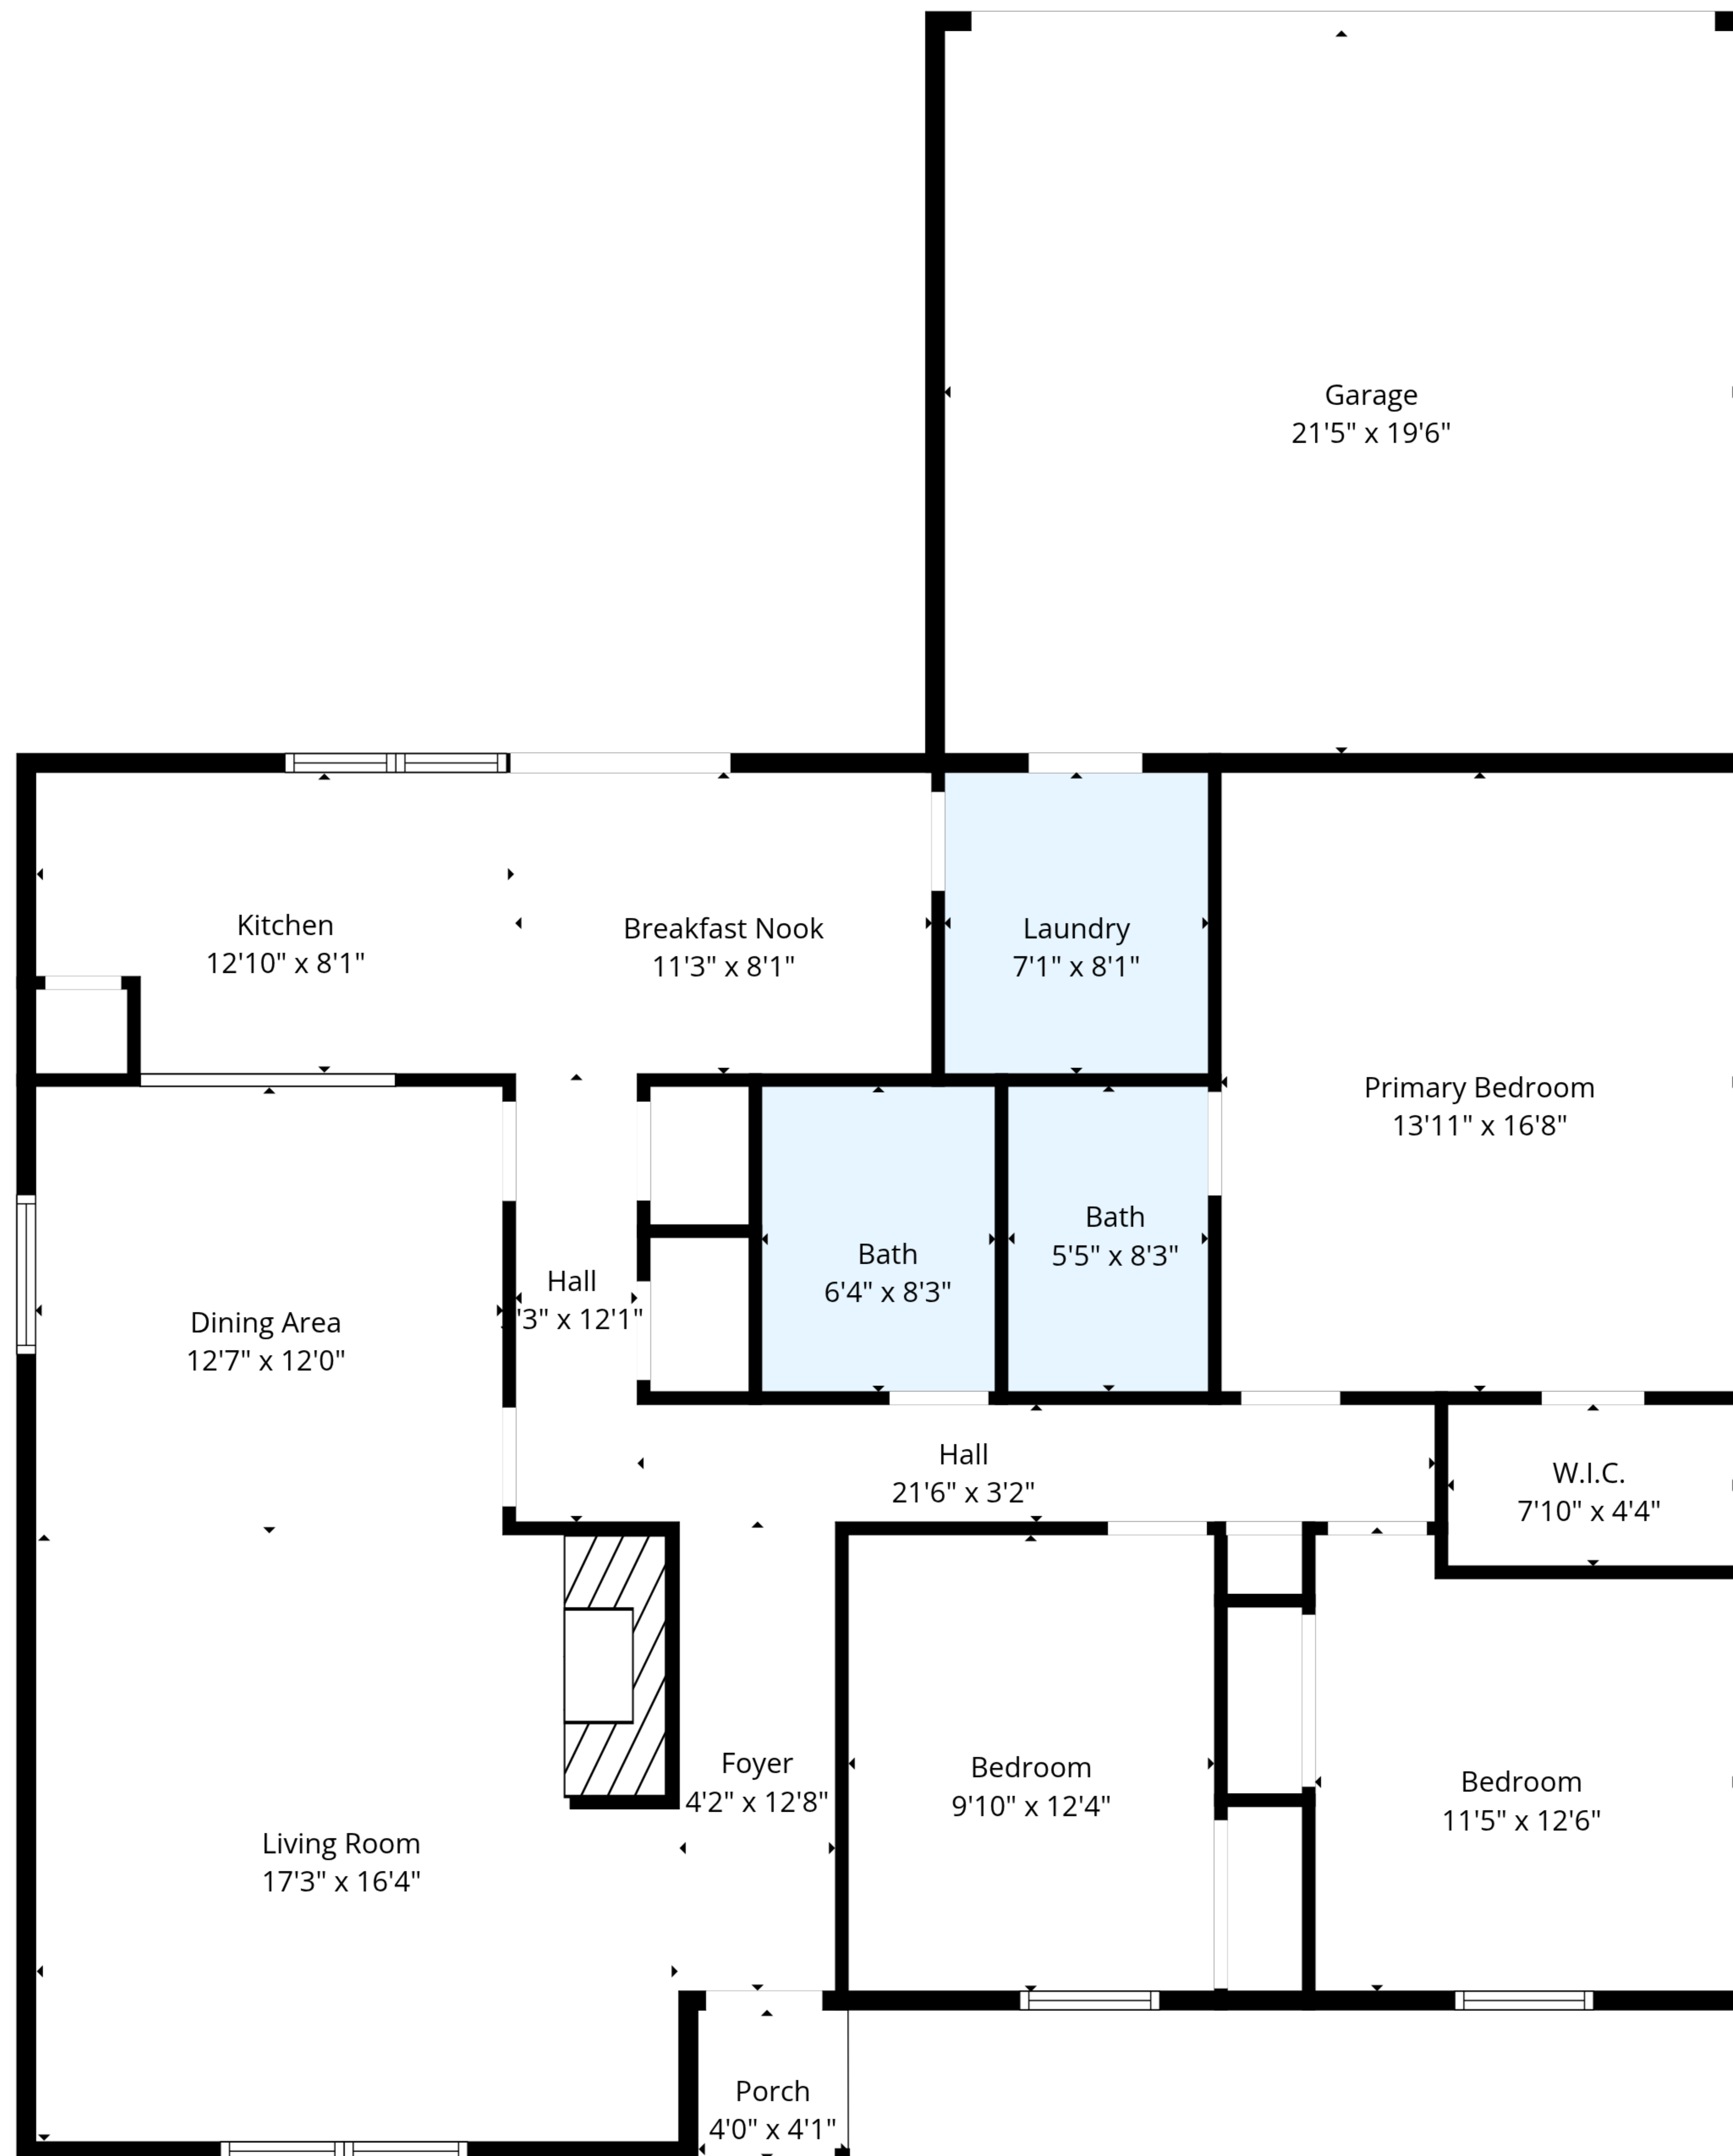 Garage
21'5" x 19'6"
Kitchen
12'10" x 8'1"
Breakfast Nook
11'3" x 8'1"
Laundry
7'1" x 8'1"
Primary Bedroom
13'11" x 16'8"
Bath
5'5" x 8'3"
Bath
6'4" x 8'3"
Hall
'3" x 12'1"
Dining Area
12'7" x 12'0"
Hall
21'6" x 3'2"
W.I.C.
7'10" x 4'4"
Foyer
4'2" x 12'8"
Bedroom
9'10" x 12'4"
Bedroom
11'5" x 12'6"
Living Room
17'3" x 16'4"
Porch
4'0" x 4'1"